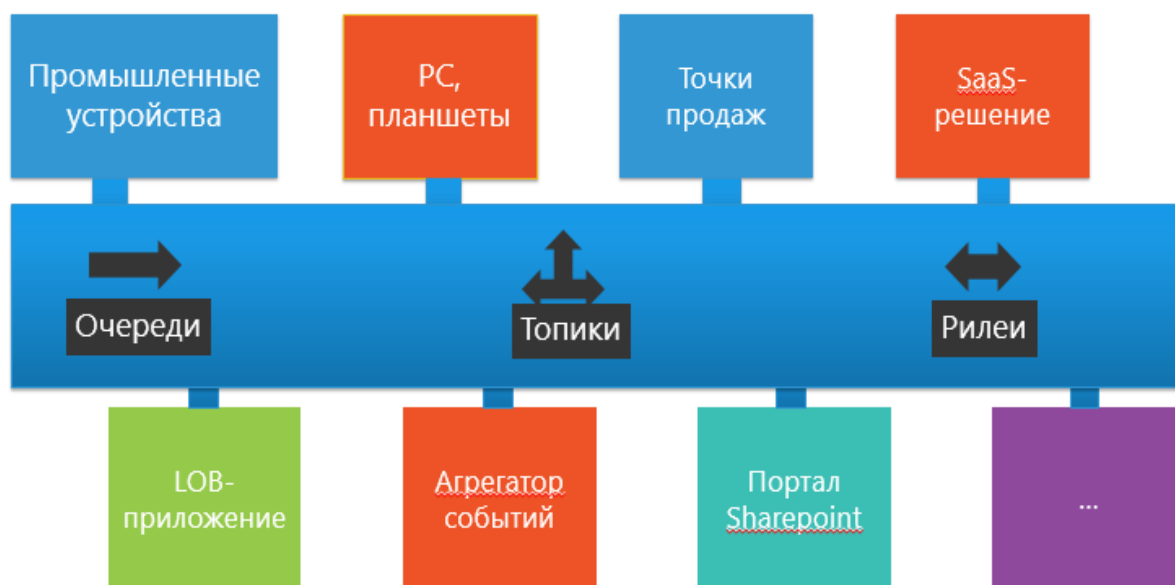 Промышленные
устройства
PC,
планшеты
Точки
продаж
SaaS-
решение
Очереди
Топики
Рилеи
LOB-
приложение
Агрегатор
событий
Портал
Sharepoint
...